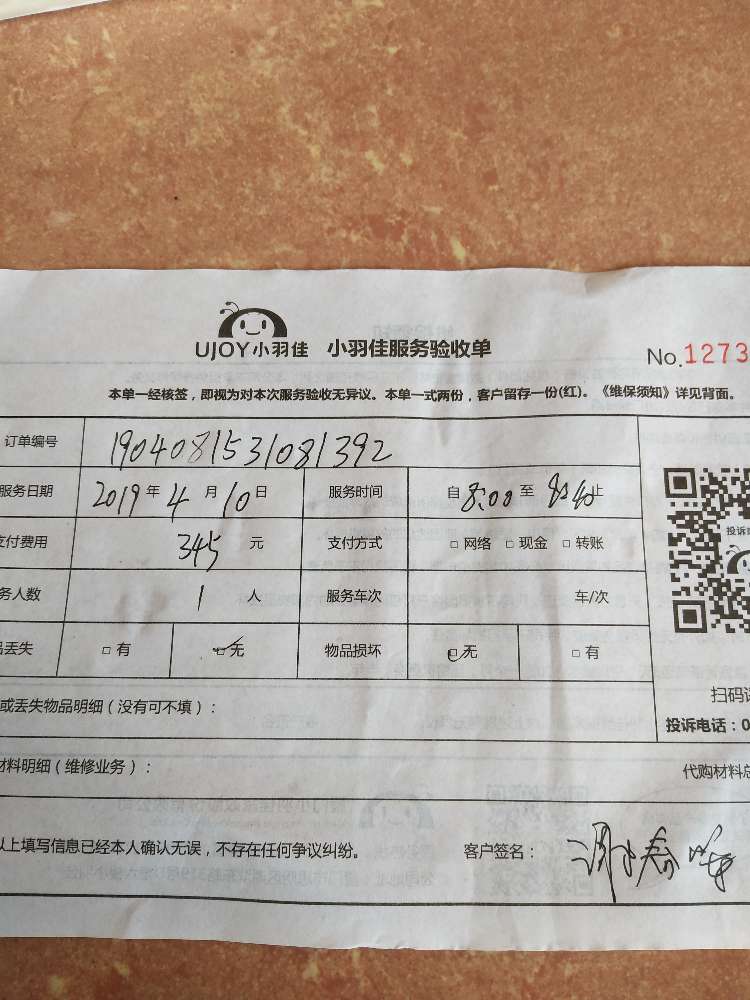 UJOY小羽佳 小羽佳服务验收单
No.1273
本单一经核签，即视为对本次服务验收无异议。本单一式两份，客户留存一份(红)。《维保须知》详见背面。
订单编号 1904081531081392
服务日期 2019年4月10日 服务时间 自8:00至 止
支付费用 345元 支付方式 □网络 □现金 □转账
务人数 1人 服务车次 车/次
品丢失 □有 □无 物品损坏 □无 □有
或丢失物品明细（没有可不填）：
扫码
投诉电话：0
材料明细（维修业务）： 代购材料总
以上填写信息已经本人确认无误，不存在任何争议纠纷。 客户签名：